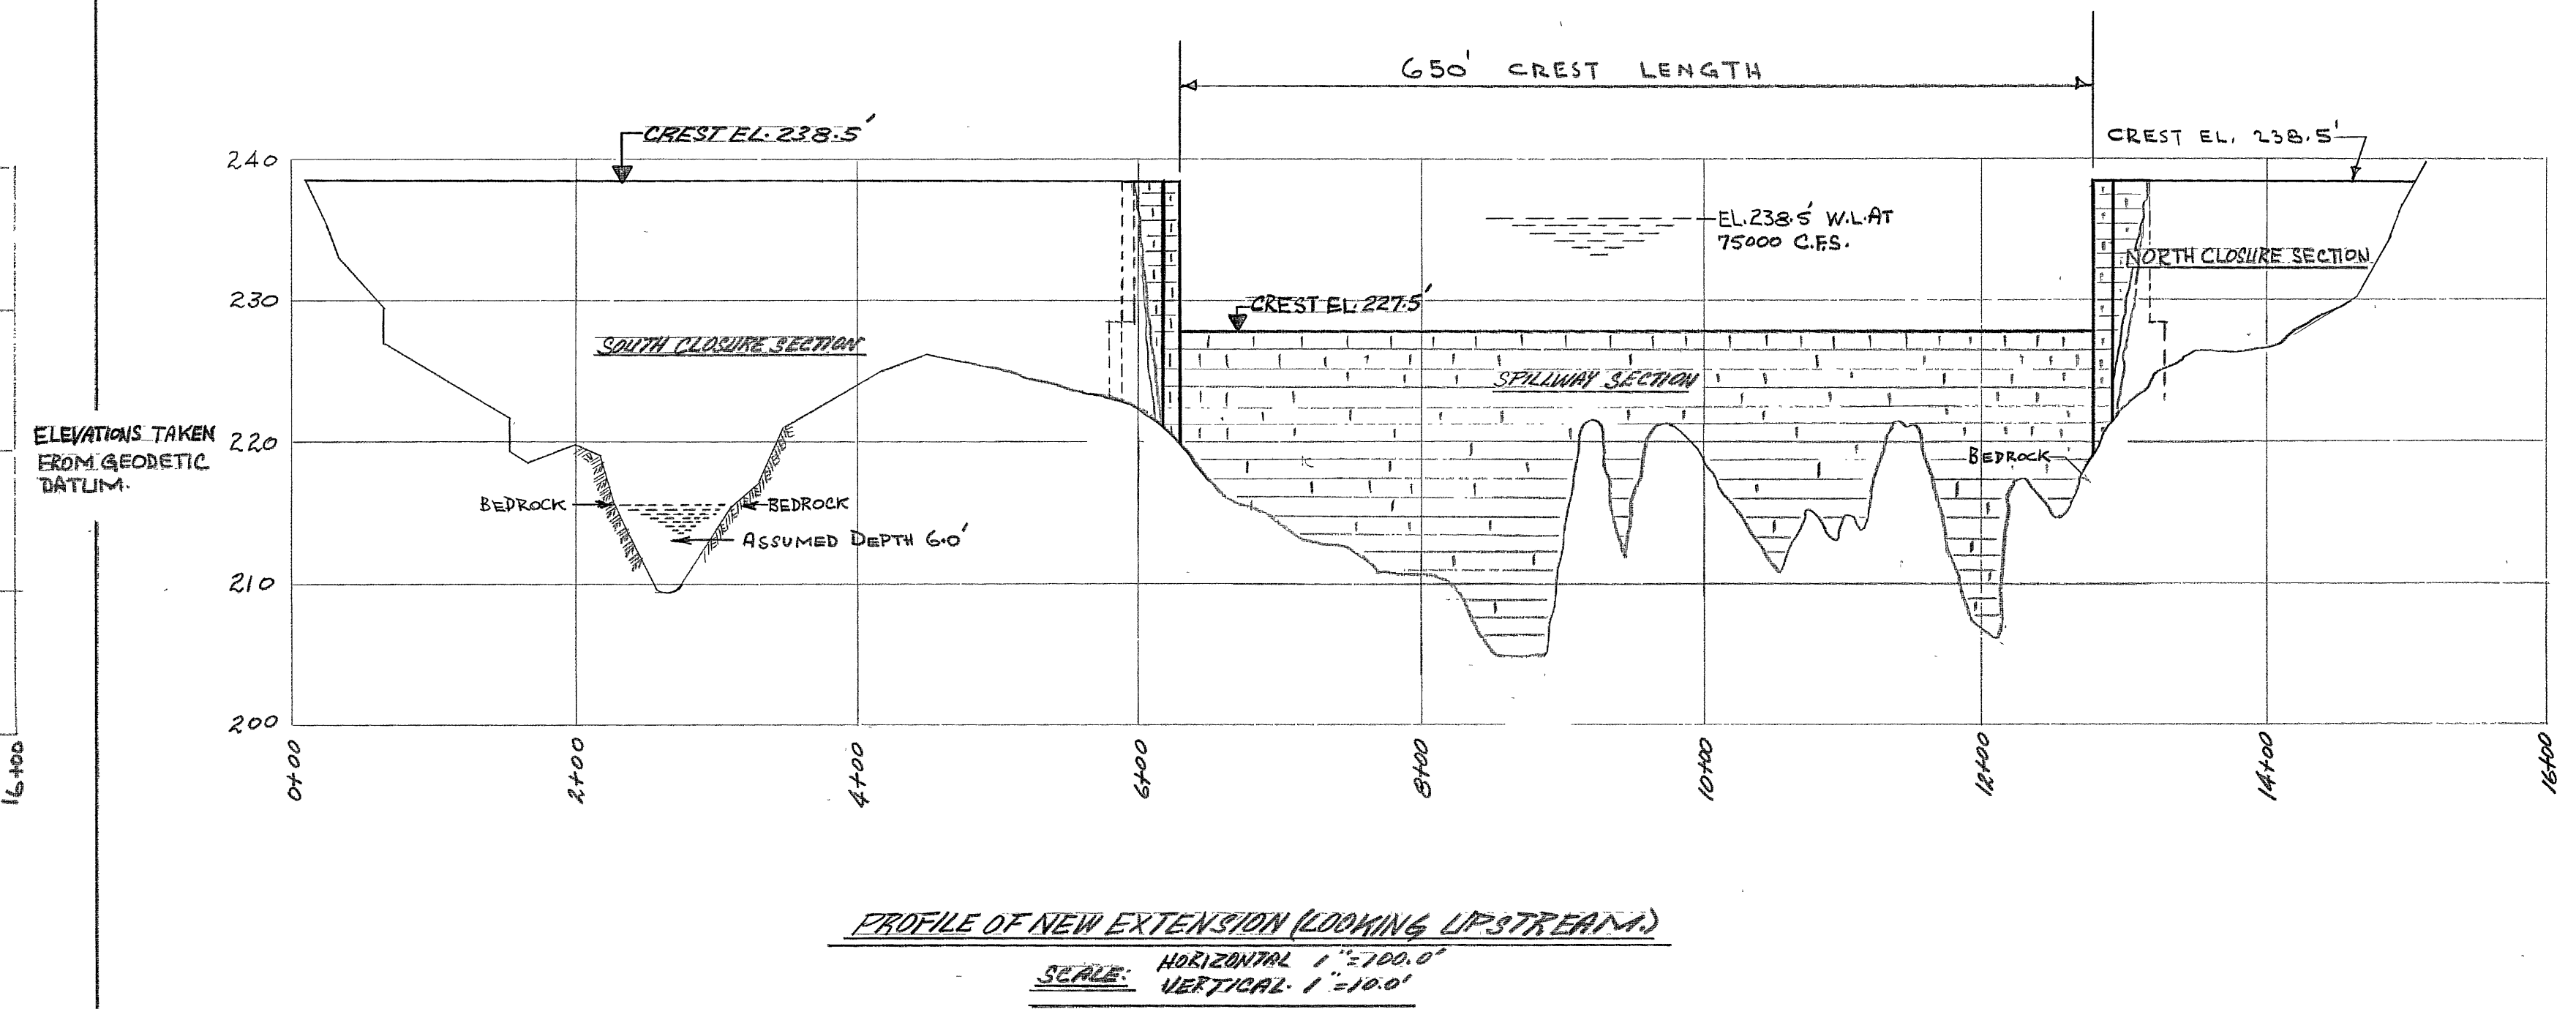 650' CREST LENGTH
CREST EL. 238.5'
CREST EL. 238.5'
240
EL. 238.5' W.L. AT
75000 C.F.S.
NORTH CLOSURE SECTION
230
CREST EL. 227.5'
SOUTH CLOSURE SECTION
SPILLWAY SECTION
ELEVATIONS TAKEN
FROM GEODETIC
DATUM.
220
BEDROCK
BEDROCK
BEDROCK
ASSUMED DEPTH 6.0'
210
200
16+00
0+00
2+00
4+00
6+00
8+00
10+00
12+00
14+00
16+00
PROFILE OF NEW EXTENSION (LOOKING UPSTREAM.)
SCALE: HORIZONTAL 1"=100.0'
VERTICAL. 1"=10.0'